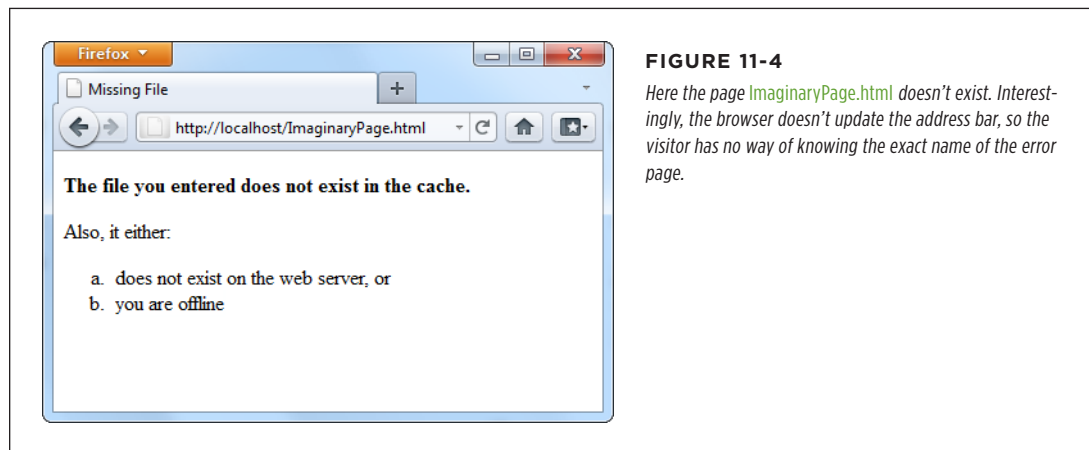 Firefox
Missing File
http://localhost/ImaginaryPage.html
The file you entered does not exist in the cache.
Also, it either:
a. does not exist on the web server, or
b. you are offline
FIGURE 11-4
Here the page ImaginaryPage.html doesn't exist. Interest-
ingly, the browser doesn't update the address bar, so the
visitor has no way of knowing the exact name of the error
page.